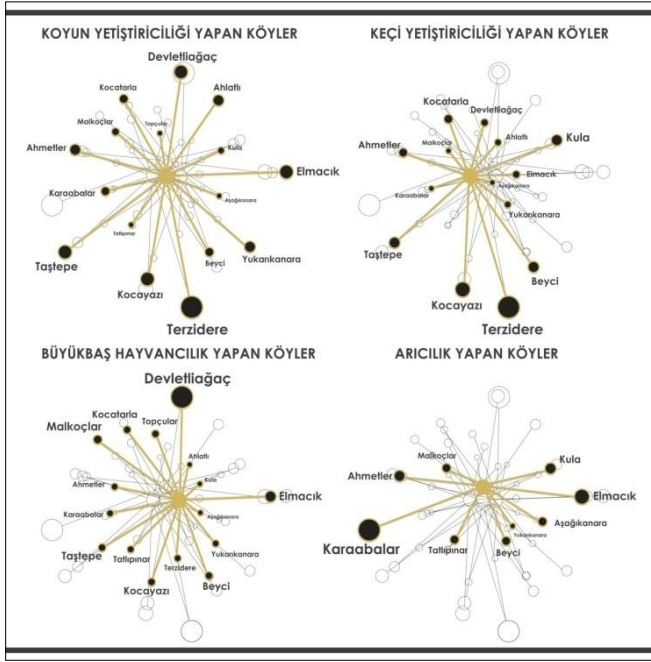 KOYUN YETİŞTİRİCİLİĞİ YAPAN KÖYLER
Devletliağaç
Kocatarla
Ahlatlı
Malkoçlar
Topçular
Ahmetler
Kula
Elmacık
Karaabalar
Aşağıkanara
Tatlıpınar
Taştepe
Beyci
Yukarıkanara
Kocayazı
Terzidere
KEÇİ YETİŞTİRİCİLİĞİ YAPAN KÖYLER
Kocatarla
Devletliağaç
Kula
Malkoçlar
Ahlatlı
Ahmetler
Elmacık
Karaabalar
Aşağıkanara
Yukarıkanara
Taştepe
Beyci
Kocayazı
Terzidere
BÜYÜKBAŞ HAYVANCILIK YAPAN KÖYLER
Devletliağaç
Kocatarla
Topçular
Malkoçlar
Ahlatlı
Ahmetler
Kula
Elmacık
Karaabalar
Aşağıkanara
Taştepe
Tatlıpınar
Yukarıkanara
Terzidere
Kocayazı
Beyci
ARICILIK YAPAN KÖYLER
Malkoçlar
Kula
Ahmetler
Elmacık
Karaabalar
Aşağıkanara
Yukarıkanara
Tatlıpınar
Beyci